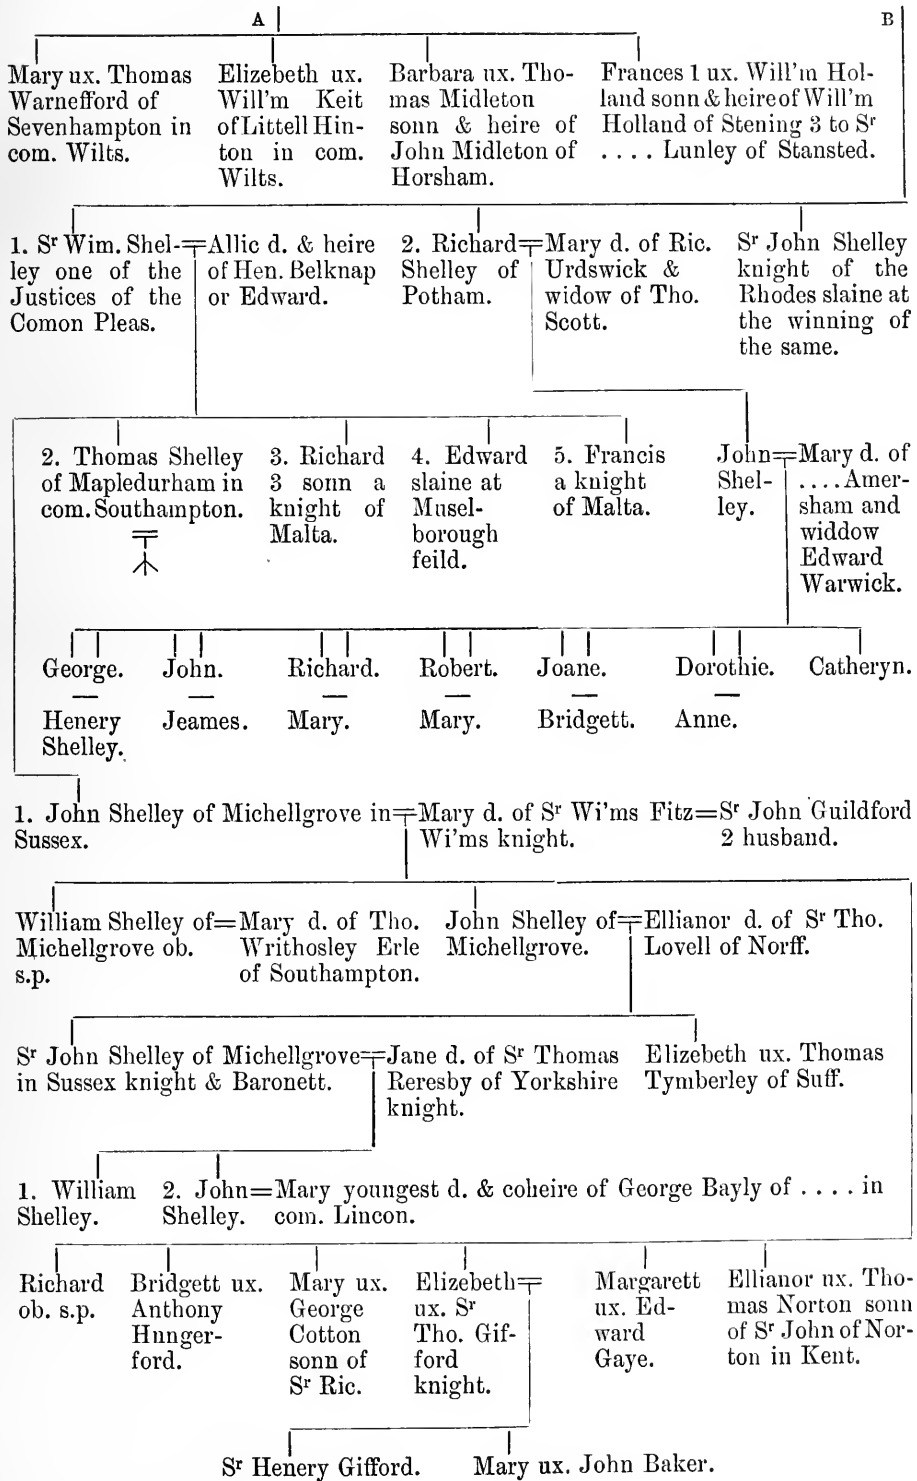 A B
Mary ux. Thomas
Warnefford of
Sevenhampton in
com. Wilts.
Elizebeth ux.
Will'm Keit
of Littell Hin-
ton in com.
Wilts.
Barbara ux. Tho-
mas Midleton
sonn & heire of
John Midleton of
Horsham.
Frances 1 ux. Will'm Hol-
land sonn & heire of Will'm
Holland of Stening 3 to Sr
.... Lunley of Stansted.
1. Sr Wim. Shel-
ley one of the
Justices of the
Comon Pleas.
Allic d. & heire
of Hen. Belknap
or Edward.
2. Richard
Shelley of
Potham.
Mary d. of Ric.
Urdswick &
widow of Tho.
Scott.
Sr John Shelley
knight of the
Rhodes slaine at
the winning of
the same.
2. Thomas Shelley
of Mapledurham in
com. Southampton.
3. Richard
3 sonn a
knight of
Malta.
4. Edward
slaine at
Musel-
borough
feild.
5. Francis
a knight
of Malta.
John
Shel-
ley.
Mary d. of
.... Amer-
sham and
widdow
Edward
Warwick.
George. John. Richard. Robert. Joane. Dorothie. Catheryn.
Henery Jeames. Mary. Mary. Bridgett. Anne.
Shelley.
1. John Shelley of Michellgrove in
Sussex.
Mary d. of Sr Wi'ms Fitz
Wi'ms knight.
=Sr John Guildford
2 husband.
William Shelley of
Michellgrove ob.
s.p.
=Mary d. of Tho.
Writhosley Erle
of Southampton.
John Shelley of
Michellgrove.
Ellianor d. of Sr Tho.
Lovell of Norff.
Sr John Shelley of Michellgrove
in Sussex knight & Baronett.
Jane d. of Sr Thomas
Reresby of Yorkshire
knight.
Elizebeth ux. Thomas
Tymberley of Suff.
1. William
Shelley.
2. John
Shelley.
=Mary youngest d. & coheire of George Bayly of .... in
com. Lincon.
Richard
ob. s.p.
Bridgett ux.
Anthony
Hunger-
ford.
Mary ux.
George
Cotton
sonn of
Sr Ric.
Elizebeth
ux. Sr
Tho. Gif-
ford
knight.
Margarett
ux. Ed-
ward
Gaye.
Ellianor ux. Tho-
mas Norton sonn
of Sr John of Nor-
ton in Kent.
Sr Henery Gifford. Mary ux. John Baker.